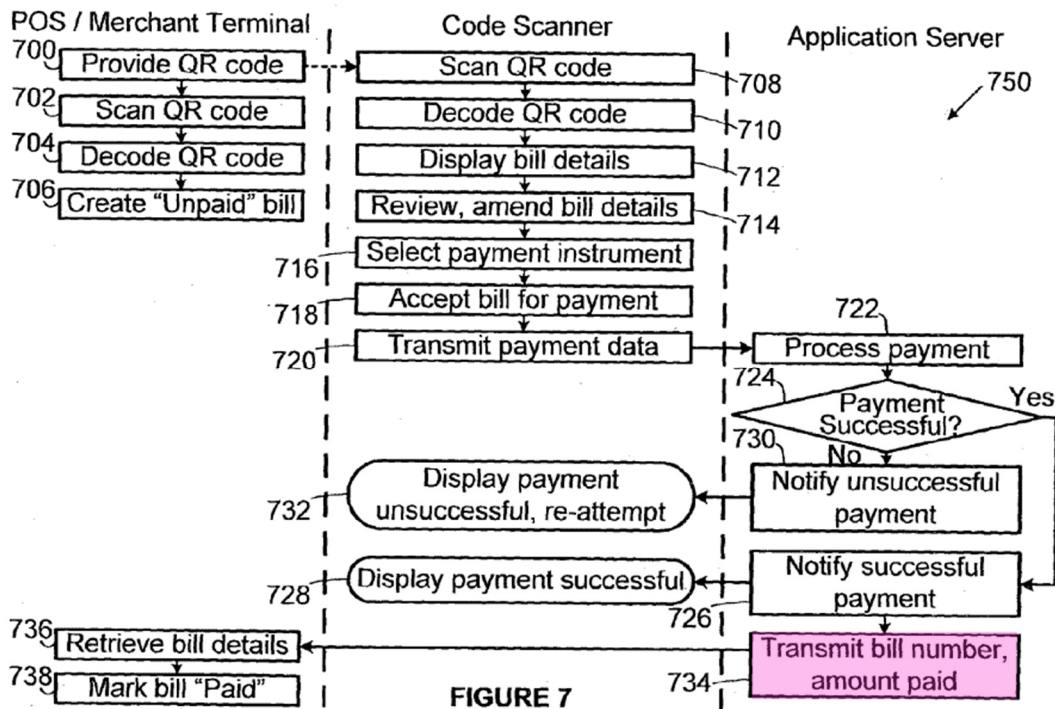 POS / Merchant Terminal
Code Scanner
Application Server
700
Provide QR code
Scan QR code
708
750
702
Scan QR code
Decode QR code
710
704
Decode QR code
Display bill details
712
706
Create "Unpaid" bill
Review, amend bill details
714
716
Select payment instrument
718
Accept bill for payment
722
720
Transmit payment data
Process payment
724
Payment
Successful?
Yes
730
No
732
Display payment
unsuccessful, re-attempt
Notify unsuccessful
payment
728
Display payment successful
Notify successful
payment
726
736
Retrieve bill details
Transmit bill number,
amount paid
734
738
Mark bill "Paid"
FIGURE 7